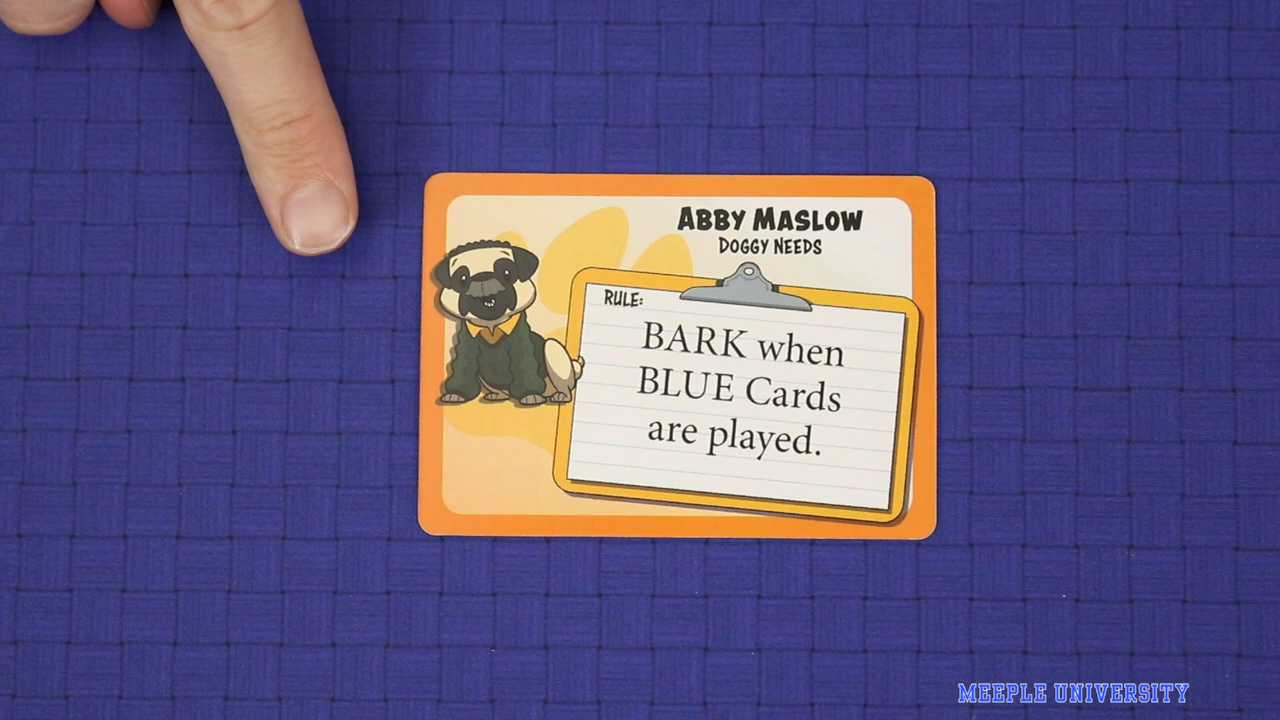 ABBY MASLOW
DOGGY NEEDS
RULE:
BARK when
BLUE Cards
are played.
MEEPLE UNIVERSITY